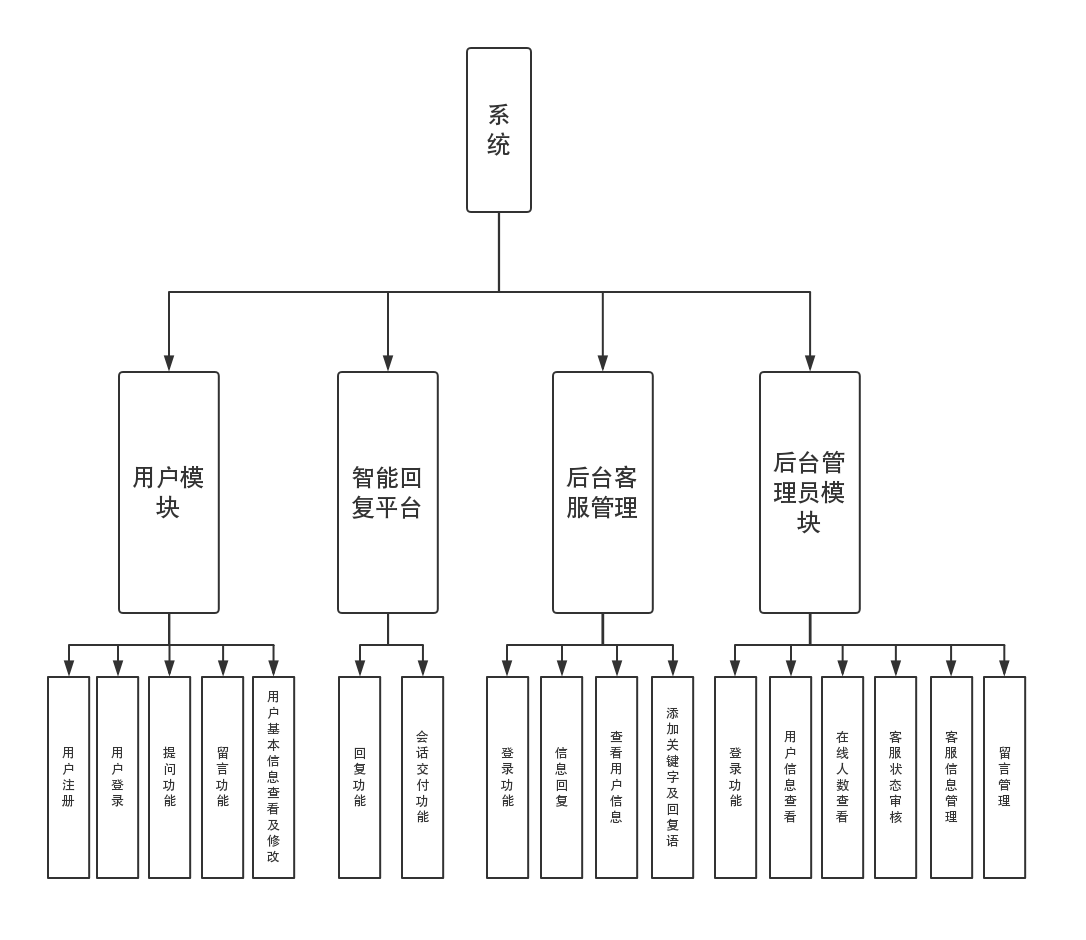 系
统
用户模
块
智能回
复平台
后台客
服管理
后台管
理员模
块
用户注册
用户登录
提问功能
留言功能
用户基本信息查看及修改
回复功能
会话交付功能
登录功能
信息回复
查看用户信息
添加关键字及回复语
登录功能
用户信息查看
在线人数查看
客服状态审核
客服信息管理
留言管理